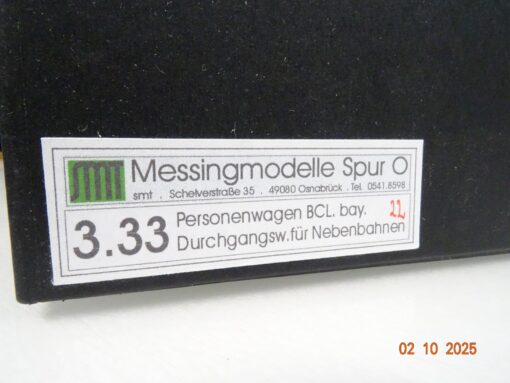 smt Messingmodelle Spur O
smt . Schelverstraße 35 . 49080 Osnabrück . Tel. 0541.8598
3.33 Personenwagen BCL. bay. 22
Durchgangsw.für Nebenbahnen
02 10 2025